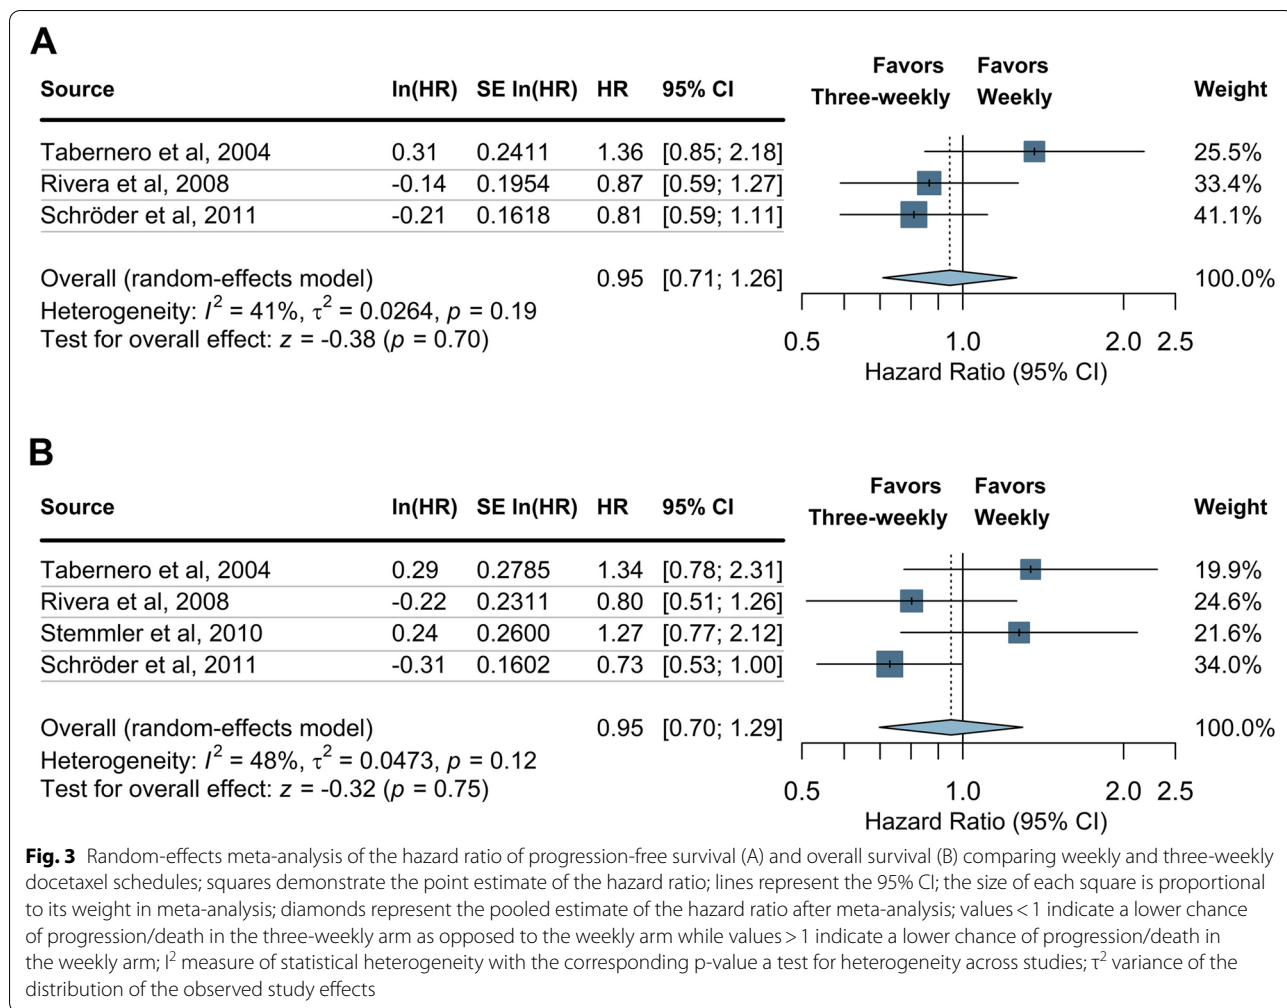 A
Favors Favors
Source ln(HR) SE ln(HR) HR 95% CI Three-weekly Weekly Weight
Tabernero et al, 2004 0.31 0.2411 1.36 [0.85; 2.18] 25.5%
Rivera et al, 2008 -0.14 0.1954 0.87 [0.59; 1.27] 33.4%
Schröder et al, 2011 -0.21 0.1618 0.81 [0.59; 1.11] 41.1%
Overall (random-effects model) 0.95 [0.71; 1.26] 100.0%
Heterogeneity: I² = 41%, τ² = 0.0264, p = 0.19
Test for overall effect: z = -0.38 (p = 0.70)
0.5 1.0 2.0 2.5
Hazard Ratio (95% CI)
B
Favors Favors
Source ln(HR) SE ln(HR) HR 95% CI Three-weekly Weekly Weight
Tabernero et al, 2004 0.29 0.2785 1.34 [0.78; 2.31] 19.9%
Rivera et al, 2008 -0.22 0.2311 0.80 [0.51; 1.26] 24.6%
Stemmler et al, 2010 0.24 0.2600 1.27 [0.77; 2.12] 21.6%
Schröder et al, 2011 -0.31 0.1602 0.73 [0.53; 1.00] 34.0%
Overall (random-effects model) 0.95 [0.70; 1.29] 100.0%
Heterogeneity: I² = 48%, τ² = 0.0473, p = 0.12
Test for overall effect: z = -0.32 (p = 0.75)
0.5 1.0 2.0 2.5
Hazard Ratio (95% CI)
Fig. 3 Random-effects meta-analysis of the hazard ratio of progression-free survival (A) and overall survival (B) comparing weekly and three-weekly
docetaxel schedules; squares demonstrate the point estimate of the hazard ratio; lines represent the 95% CI; the size of each square is proportional
to its weight in meta-analysis; diamonds represent the pooled estimate of the hazard ratio after meta-analysis; values < 1 indicate a lower chance
of progression/death in the three-weekly arm as opposed to the weekly arm while values > 1 indicate a lower chance of progression/death in
the weekly arm; I² measure of statistical heterogeneity with the corresponding p-value a test for heterogeneity across studies; τ² variance of the
distribution of the observed study effects